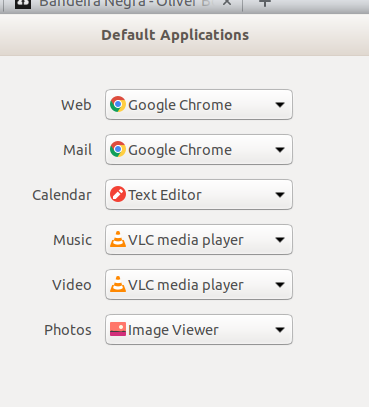 Bandeira Negra - Oliver B
Default Applications
Web Google Chrome
Mail Google Chrome
Calendar Text Editor
Music VLC media player
Video VLC media player
Photos Image Viewer